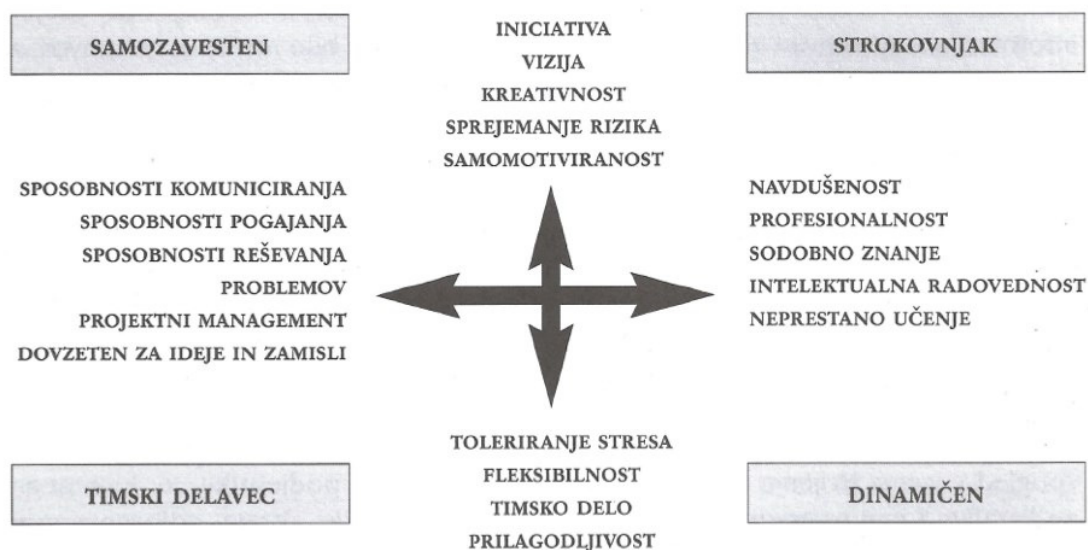 SAMOZAVESTEN
INICIATIVA
VIZIJA
KREATIVNOST
SPREJEMANJE RIZIKA
SAMOMOTIVIRANOST
STROKOVNJAK
SPOSOBNOSTI KOMUNICIRANJA
SPOSOBNOSTI POGAJANJA
SPOSOBNOSTI REŠEVANJA
PROBLEMOV
PROJEKTNI MANAGEMENT
DOVZETEN ZA IDEJE IN ZAMISLI
NAVDUŠENOST
PROFESIONALNOST
SODOBNO ZNANJE
INTELEKTUALNA RADOVEDNOST
NEPRESTANO UČENJE
TIMSKI DELAVEC
TOLERIRANJE STRESA
FLEKSIBILNOST
TIMSKO DELO
PRILAGODLJIVOST
DINAMIČEN